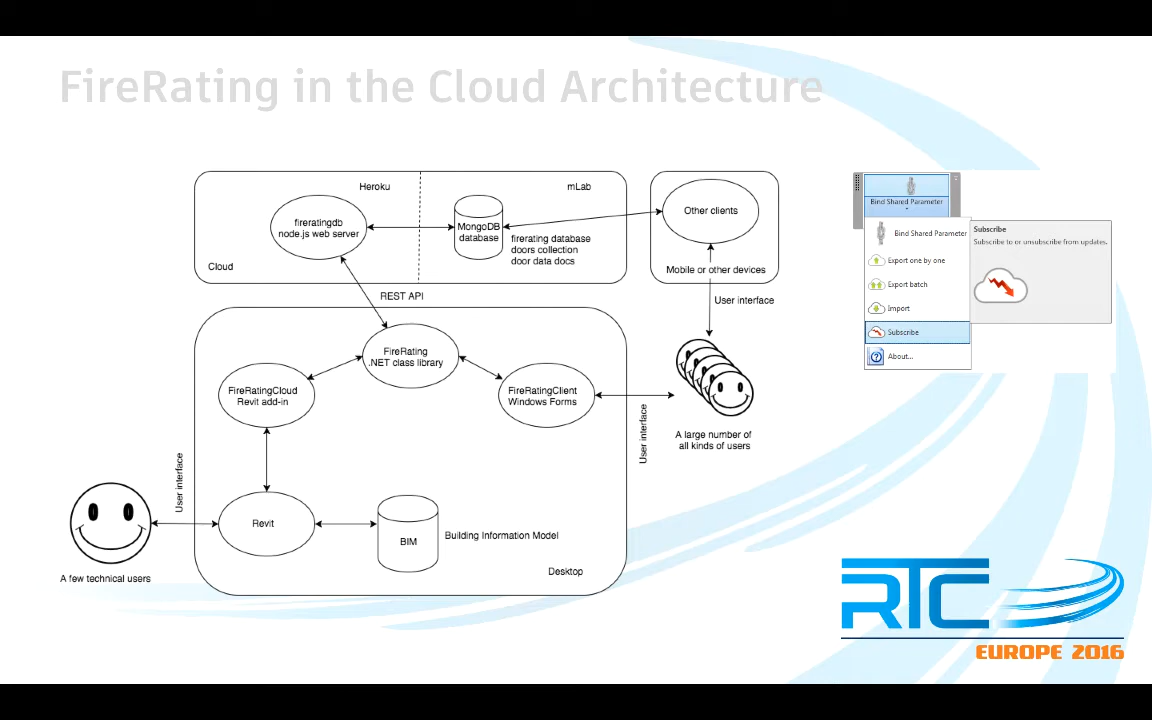 FireRating in the Cloud Architecture
Heroku
mLab
fireratingdb
node.js web server
MongoDB
database
firerating database
doors collection
door data docs
Cloud
Other clients
Mobile or other devices
REST API
User interface
FireRating
.NET class library
FireRatingCloud
Revit add-in
FireRatingClient
Windows Forms
User interface
A large number of
all kinds of users
User interface
Revit
BIM
Building Information Model
Desktop
A few technical users
Bind Shared Parameter
Bind Shared Parameter
Export one by one
Export batch
Import
Subscribe
About...
Subscribe
Subscribe to or unsubscribe from updates.
RTC
EUROPE 2016